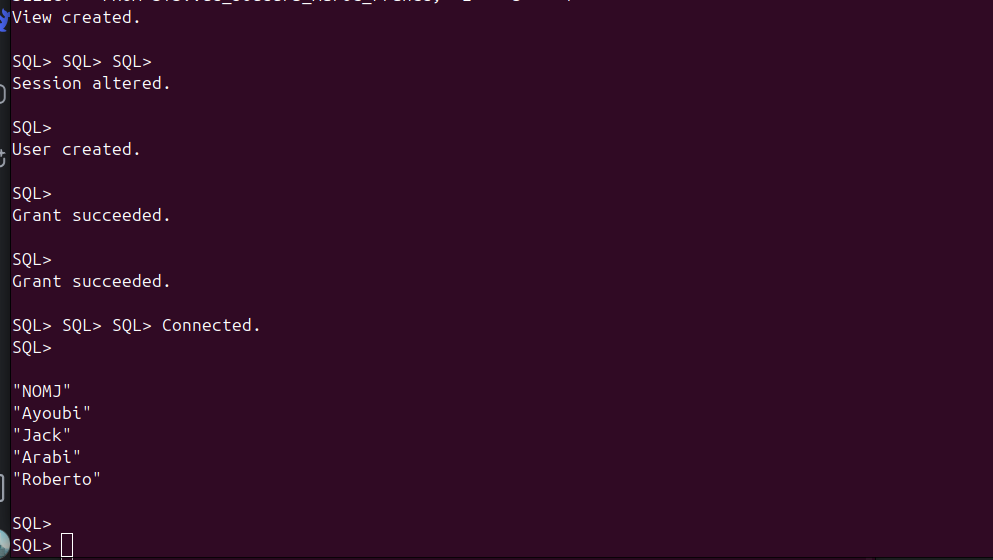 View created.
SQL> SQL> SQL>
Session altered.
SQL>
User created.
SQL>
Grant succeeded.
SQL>
Grant succeeded.
SQL> SQL> SQL> Connected.
SQL>
"NOMJ"
"Ayoubi"
"Jack"
"Arabi"
"Roberto"
SQL>
SQL>